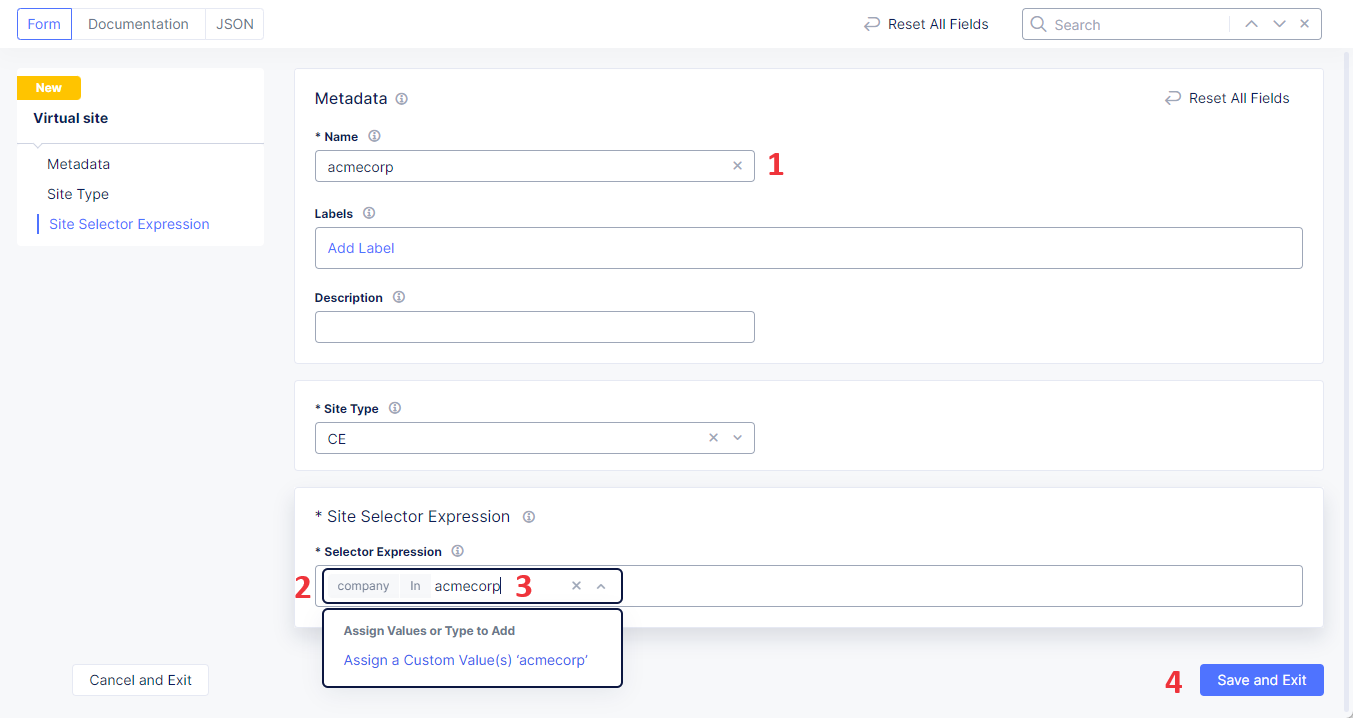 Form Documentation JSON Reset All Fields Search
New
Virtual site
Metadata
Site Type
Site Selector Expression
Metadata Reset All Fields
* Name
acmecorp 1
Labels
Add Label
Description
* Site Type
CE
* Site Selector Expression
* Selector Expression
2 company In acmecorp 3
Assign Values or Type to Add
Assign a Custom Value(s) ‘acmecorp’
Cancel and Exit 4 Save and Exit